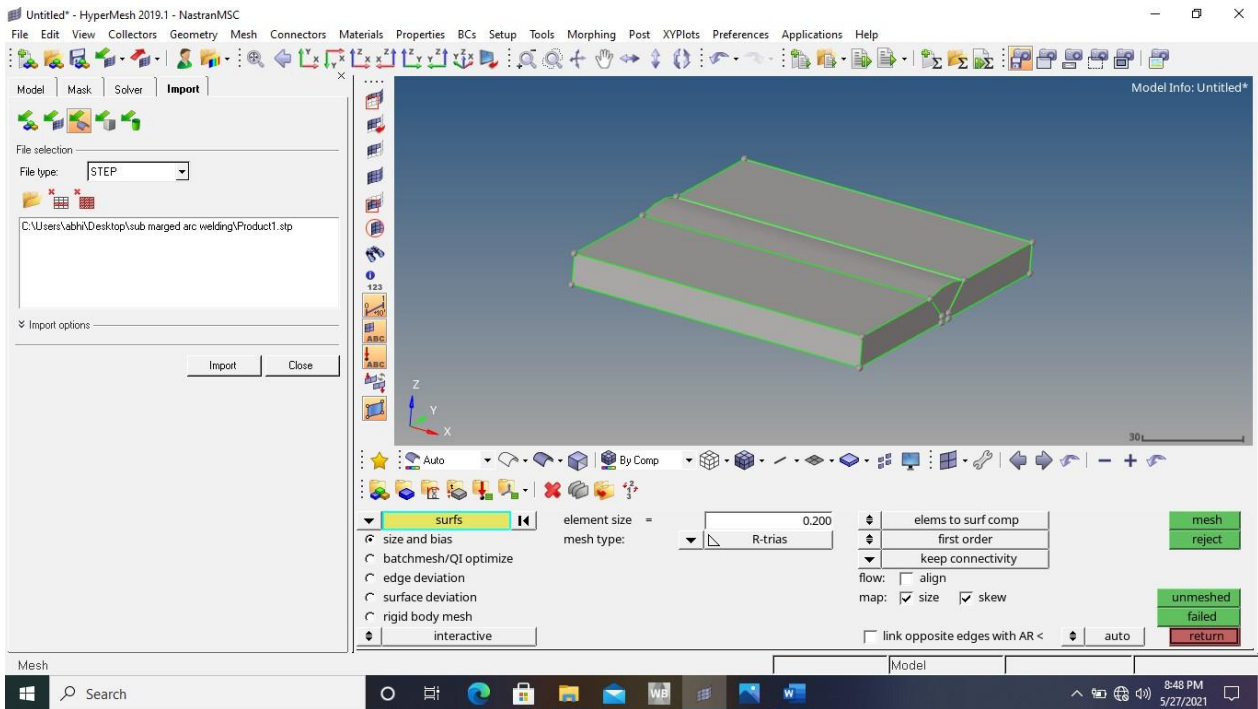 Untitled* - HyperMesh 2019.1 - NastranMSC
File Edit View Collectors Geometry Mesh Connectors Materials Properties BCs Setup Tools Morphing Post XYPlots Preferences Applications Help
Model Mask Solver Import
Model Info: Untitled*
File selection
File type: STEP
C:\Users\abhi\Desktop\sub marged arc welding\Product1.stp
Import options
Import Close
123
ABC
ABC
Z
Y
X
30
Auto By Comp
surfs element size = 0.200 elems to surf comp mesh
size and bias mesh type: R-trias first order reject
batchmesh/QI optimize keep connectivity
edge deviation flow: align
surface deviation map: size skew unmeshed
rigid body mesh failed
interactive link opposite edges with AR < auto return
Mesh Model
Search WB W 8:48 PM
5/27/2021